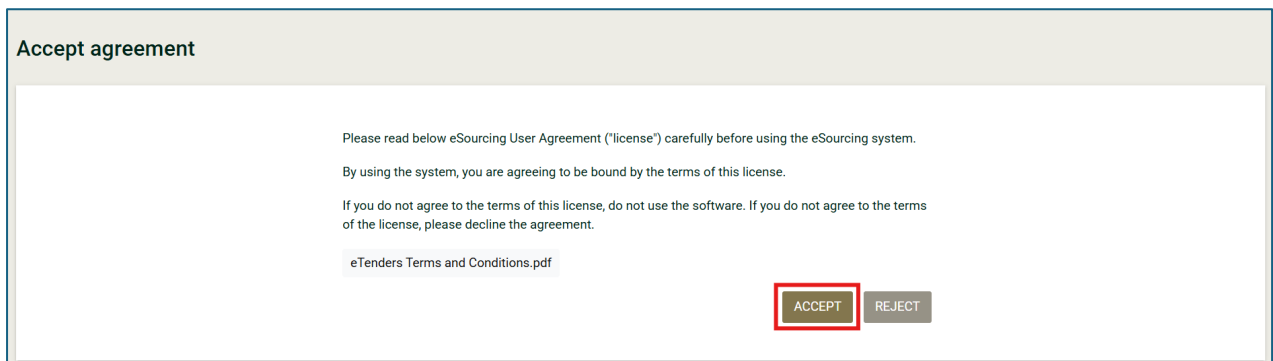 Accept agreement
Please read below eSourcing User Agreement ("license") carefully before using the eSourcing system.
By using the system, you are agreeing to be bound by the terms of this license.
If you do not agree to the terms of this license, do not use the software. If you do not agree to the terms
of the license, please decline the agreement.
eTenders Terms and Conditions.pdf
ACCEPT REJECT